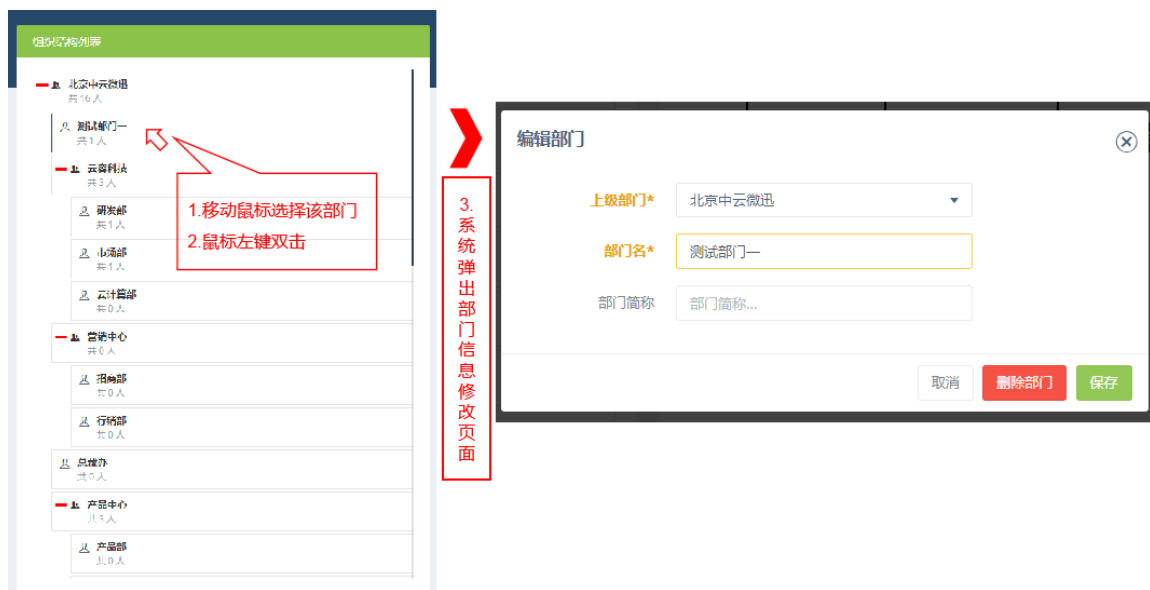 组织结构列表
北京中云微迅
共16人
测试部门一
共1人
云客科技
共3人
研发部
共1人
市场部
共1人
云计算部
共0人
营销中心
共0人
招商部
共0人
行销部
共0人
总裁办
共0人
产品中心
共3人
产品部
共0人
1.移动鼠标选择该部门
2.鼠标左键双击
3.
系
统
弹
出
部
门
信
息
修
改
页
面
编辑部门
上级部门*
北京中云微迅
部门名*
测试部门一
部门简称
部门简称...
取消
删除部门
保存